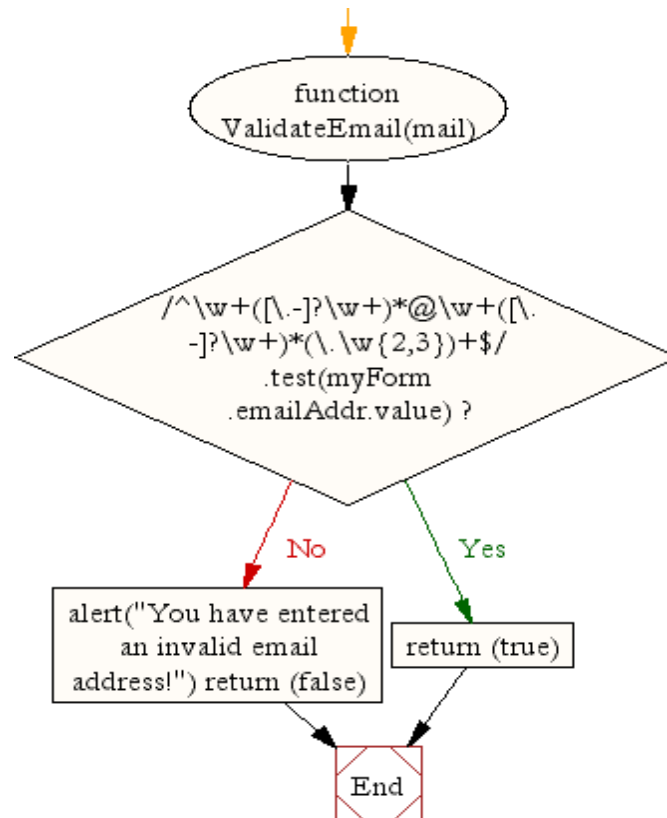 function
ValidateEmail(mail)
/^\w+([\.-]?\w+)*@\w+([\.
-]?\w+)*(\.\w{2,3})+$/
.test(myForm
.emailAddr.value) ?
No
Yes
alert("You have entered
an invalid email
address!") return (false)
return (true)
End